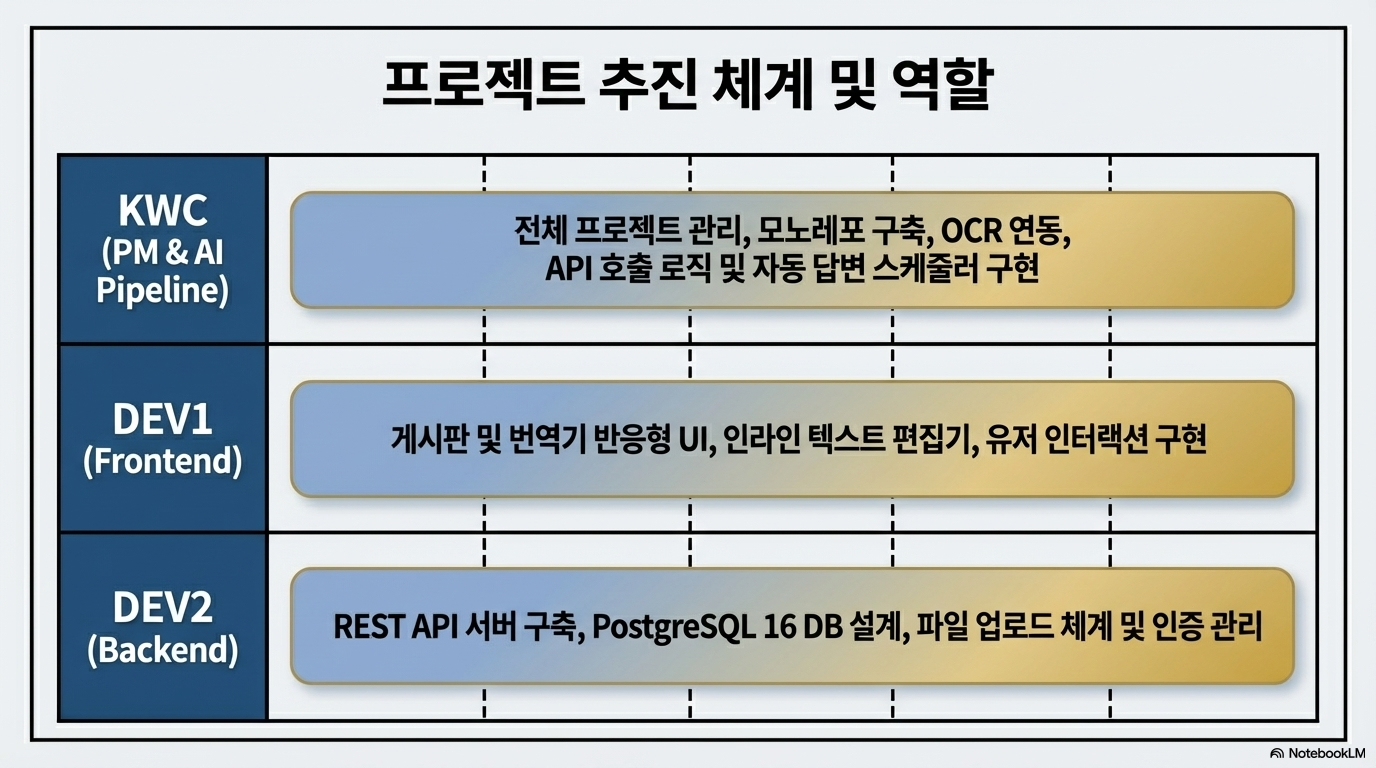 프로젝트 추진 체계 및 역할
KWC
(PM & AI
Pipeline)
전체 프로젝트 관리, 모노레포 구축, OCR 연동,
API 호출 로직 및 자동 답변 스케줄러 구현
DEV1
(Frontend)
게시판 및 번역기 반응형 UI, 인라인 텍스트 편집기, 유저 인터랙션 구현
DEV2
(Backend)
REST API 서버 구축, PostgreSQL 16 DB 설계, 파일 업로드 체계 및 인증 관리
NotebookLM